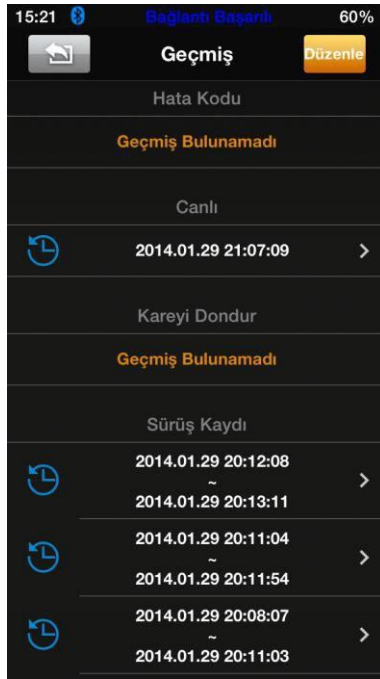 15:21 Bağlantı Başarılı 60%
Geçmiş Düzenle
Hata Kodu
Geçmiş Bulunamadı
Canlı
2014.01.29 21:07:09
Kareyi Dondur
Geçmiş Bulunamadı
Sürüş Kaydı
2014.01.29 20:12:08
~
2014.01.29 20:13:11
2014.01.29 20:11:04
~
2014.01.29 20:11:54
2014.01.29 20:08:07
~
2014.01.29 20:11:03